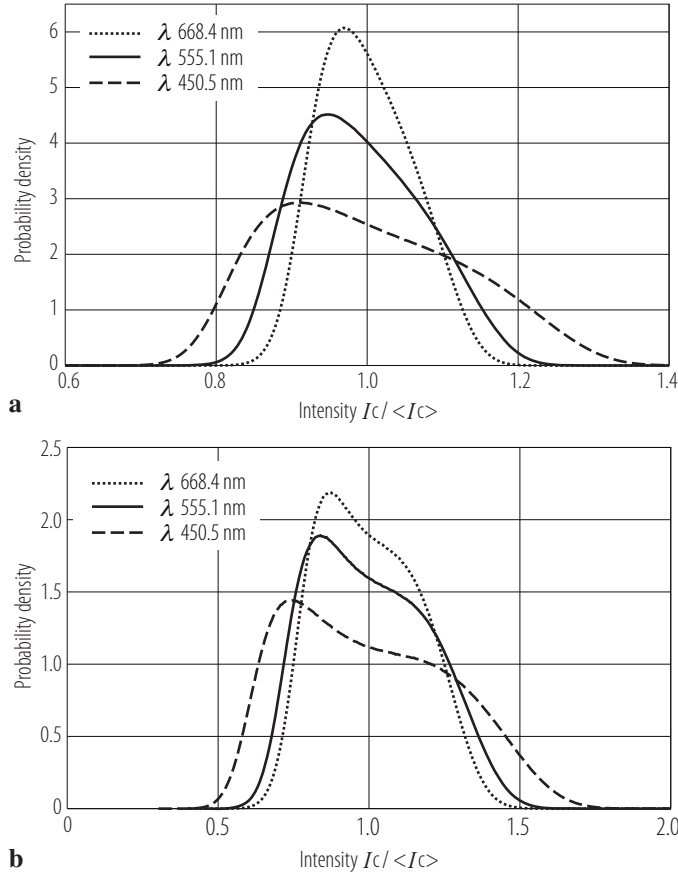 6
5
4
3
2
1
0
Probability density
λ 668.4 nm
λ 555.1 nm
λ 450.5 nm
0.6 0.8 1.0 1.2 1.4
a
Intensity Ic / <Ic>
2.5
2.0
1.5
1.0
0.5
0
Probability density
λ 668.4 nm
λ 555.1 nm
λ 450.5 nm
0 0.5 1.0 1.5 2.0
b
Intensity Ic / <Ic>